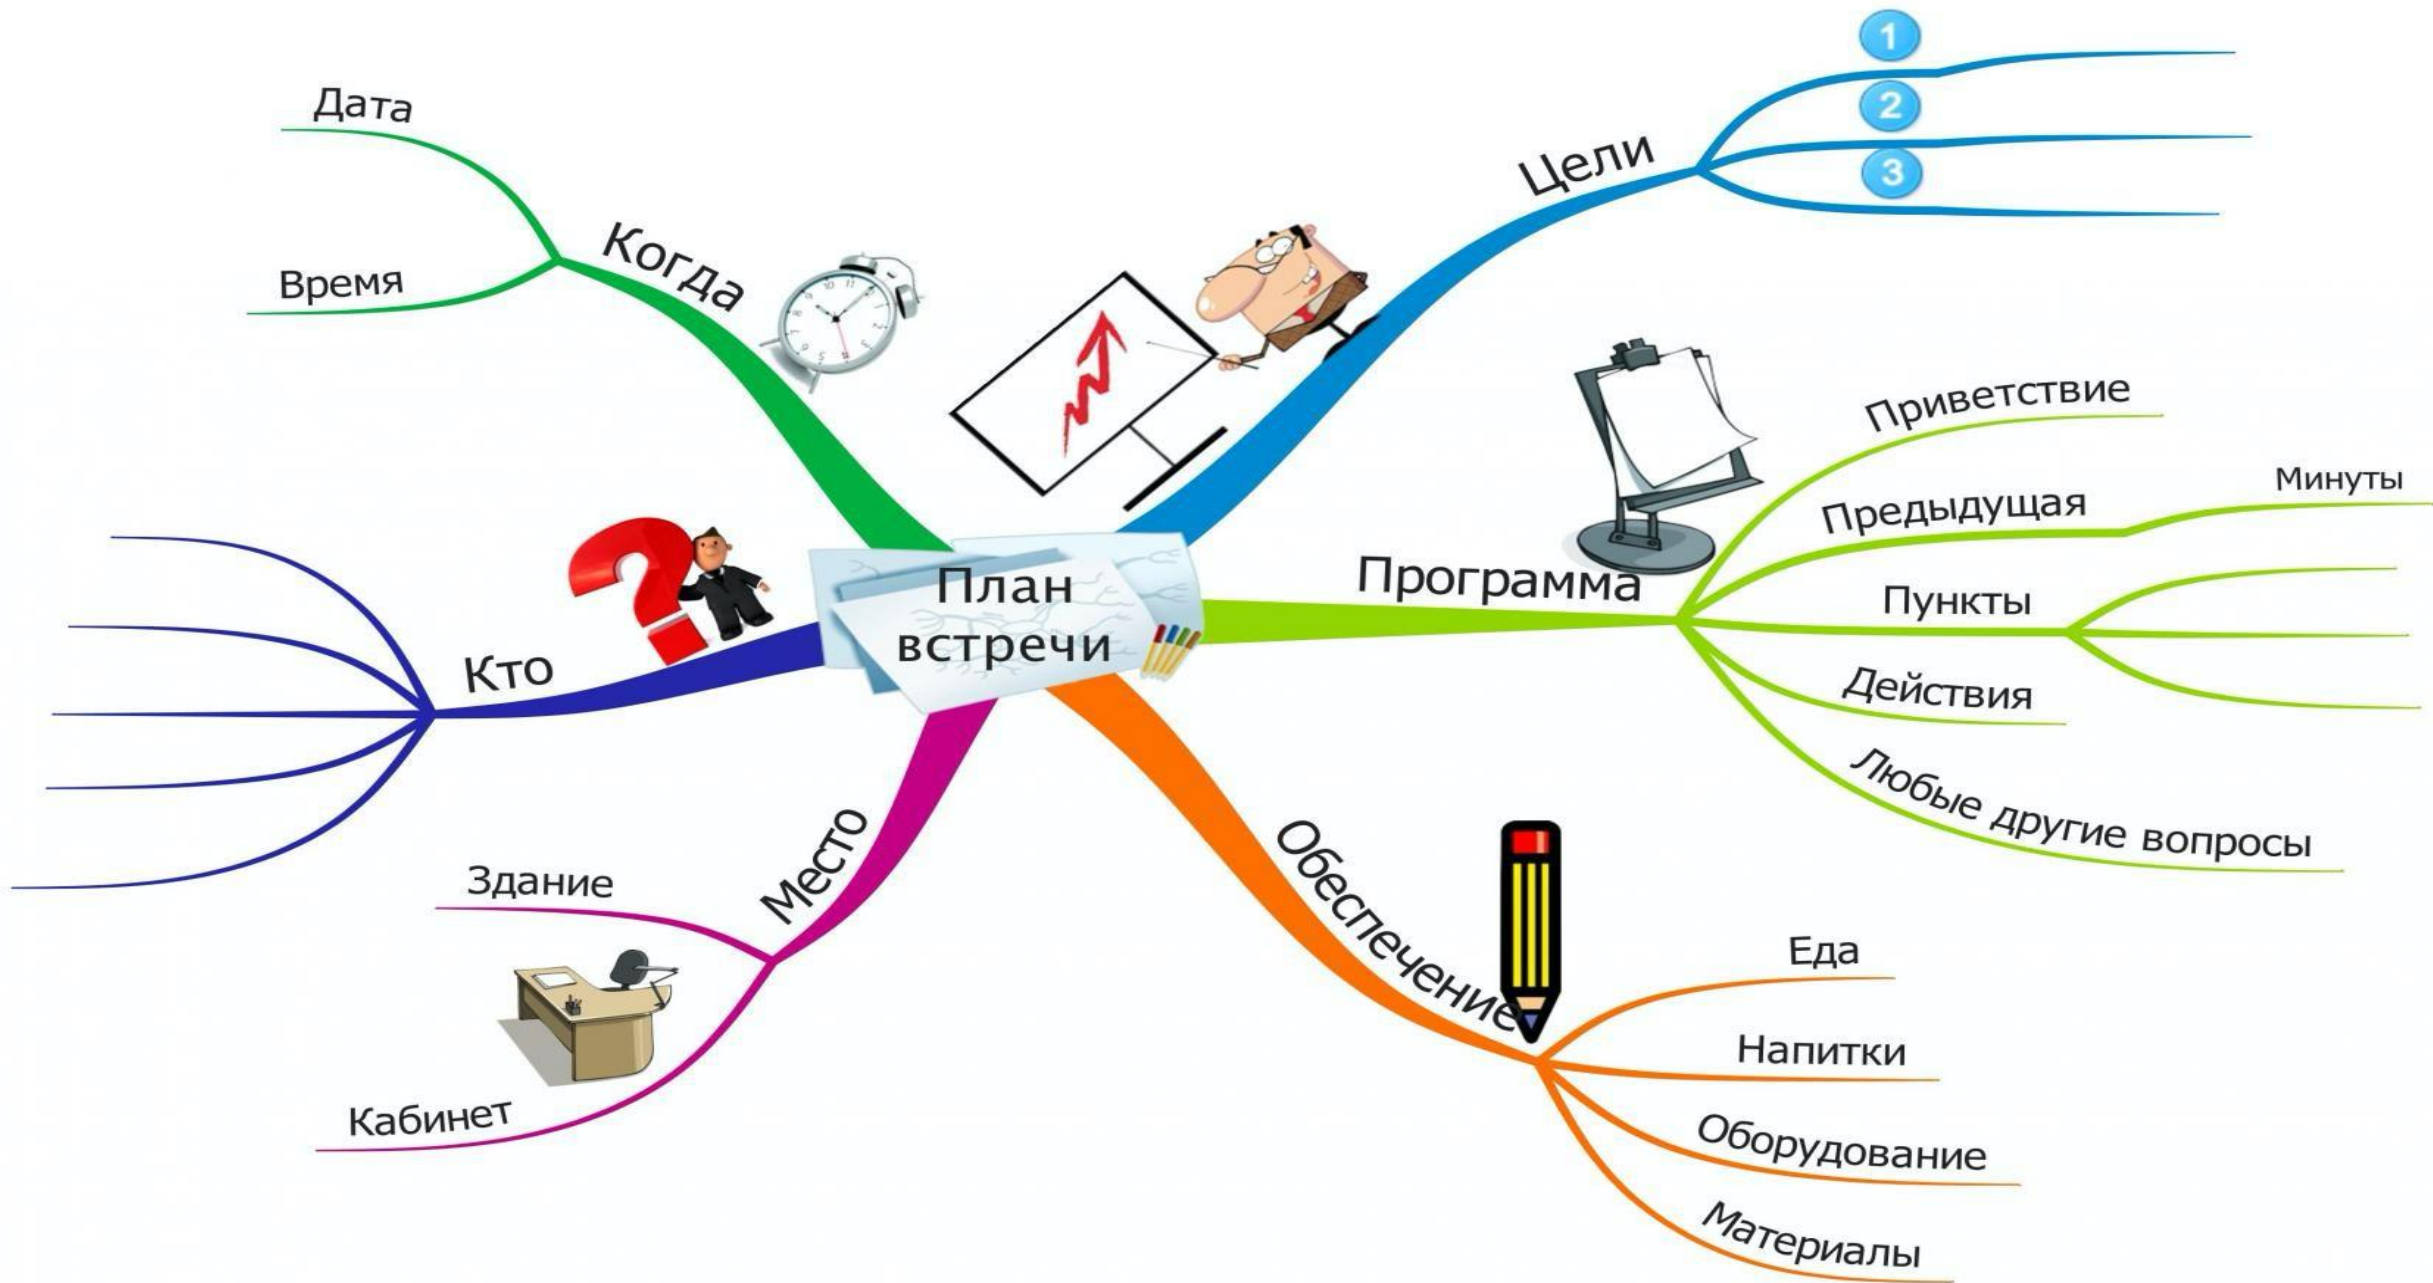 План
встречи
Цели
1
2
3
Программа
Приветствие
Предыдущая
Минуты
Пункты
Действия
Любые другие вопросы
Обеспечение
Еда
Напитки
Оборудование
Материалы
Место
Здание
Кабинет
Кто
Когда
Дата
Время